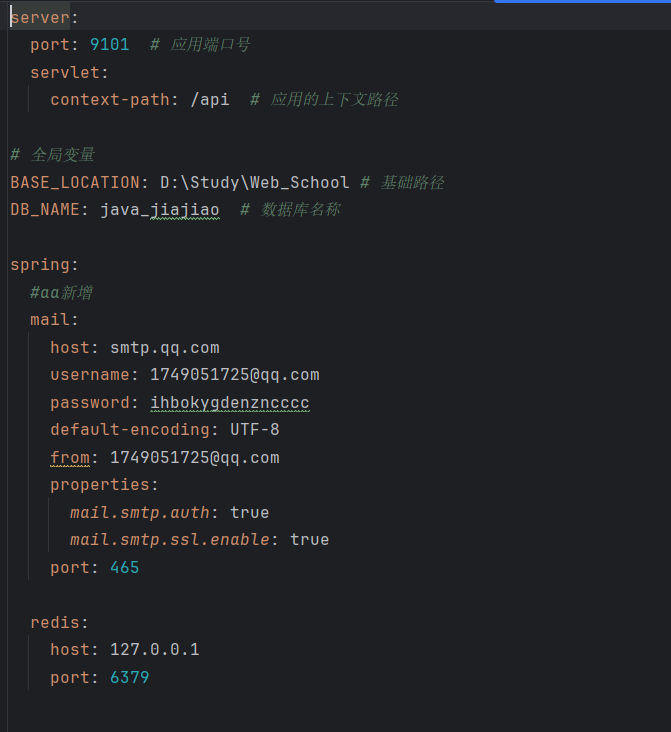 server:
  port: 9101  # 应用端口号
  servlet:
    context-path: /api  # 应用的上下文路径
# 全局变量
BASE_LOCATION: D:\Study\Web_School # 基础路径
DB_NAME: java_jiajiao  # 数据库名称
spring:
  #aa新增
  mail:
    host: smtp.qq.com
    username: 1749051725@qq.com
    password: ihbokygdenzncccc
    default-encoding: UTF-8
    from: 1749051725@qq.com
    properties:
      mail.smtp.auth: true
      mail.smtp.ssl.enable: true
    port: 465
  redis:
    host: 127.0.0.1
    port: 6379